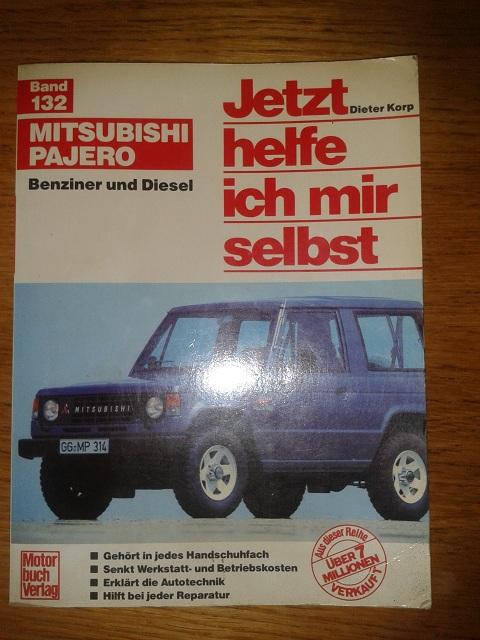 Band
132
MITSUBISHI
PAJERO
Benziner und Diesel
Jetzt
Dieter Korp
helfe
ich mir
selbst
MITSUBISHI
GG-MP 314
Motor
buch
Verlag
Gehört in jedes Handschuhfach
Senkt Werkstatt- und Betriebskosten
Erklärt die Autotechnik
Hilft bei jeder Reparatur
Aus dieser Reihe
ÜBER 7
MILLIONEN
VERKAUFT